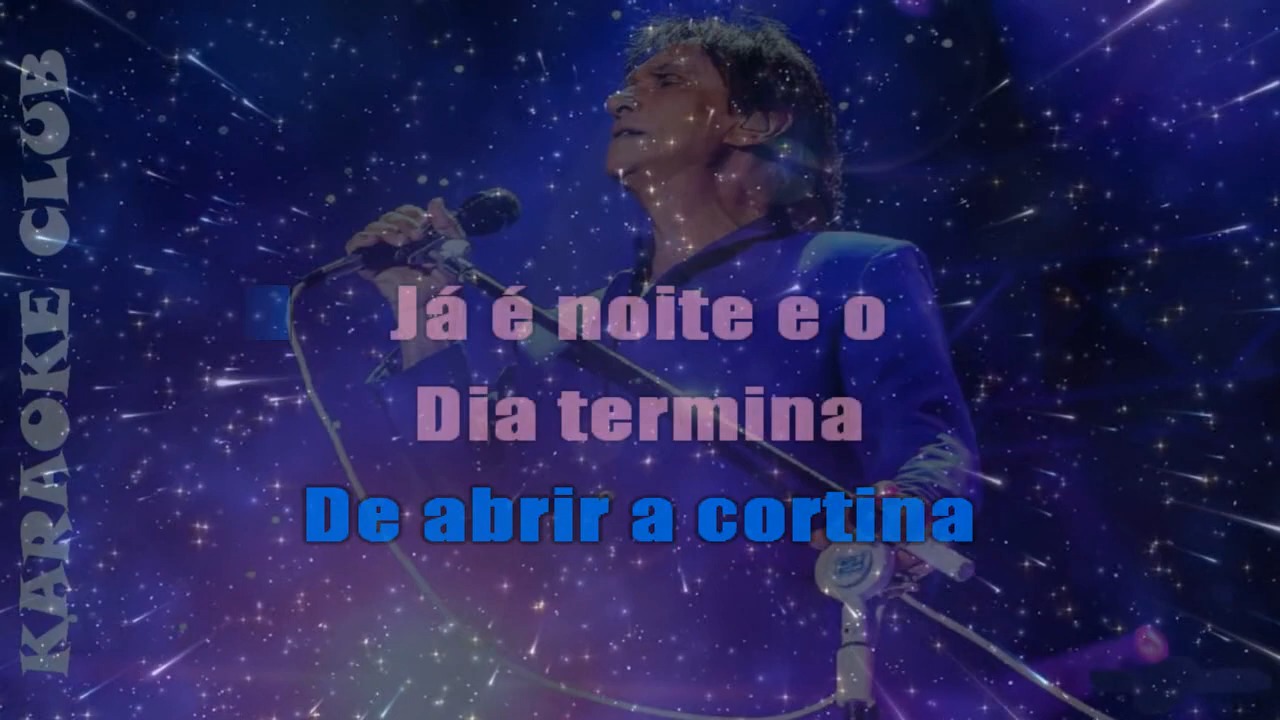 KARAOKE CLUB
Já é noite e o
Dia termina
De abrir a cortina